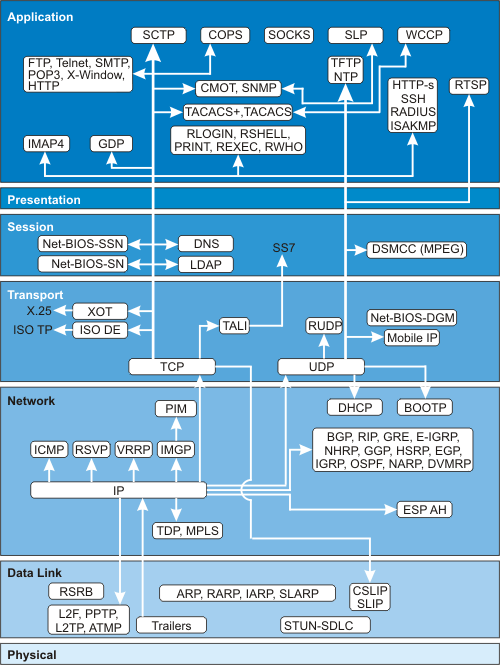 Application
SCTP
COPS
SOCKS
SLP
WCCP
FTP, Telnet, SMTP,
POP3, X-Window,
HTTP
TFTP
NTP
CMOT, SNMP
HTTP-s
SSH
RADIUS
ISAKMP
RTSP
TACACS+,TACACS
RLOGIN, RSHELL,
PRINT, REXEC, RWHO
IMAP4
GDP
Presentation
Session
Net-BIOS-SSN
DNS
SS7
DSMCC (MPEG)
Net-BIOS-SN
LDAP
Transport
X.25
XOT
ISO TP
ISO DE
TALI
RUDP
Net-BIOS-DGM
Mobile IP
TCP
UDP
Network
PIM
DHCP
BOOTP
ICMP
RSVP
VRRP
IMGP
BGP, RIP, GRE, E-IGRP,
NHRP, GGP, HSRP, EGP,
IGRP, OSPF, NARP, DVMRP
IP
ESP AH
TDP, MPLS
Data Link
RSRB
ARP, RARP, IARP, SLARP
CSLIP
SLIP
L2F, PPTP,
L2TP, ATMP
Trailers
STUN-SDLC
Physical